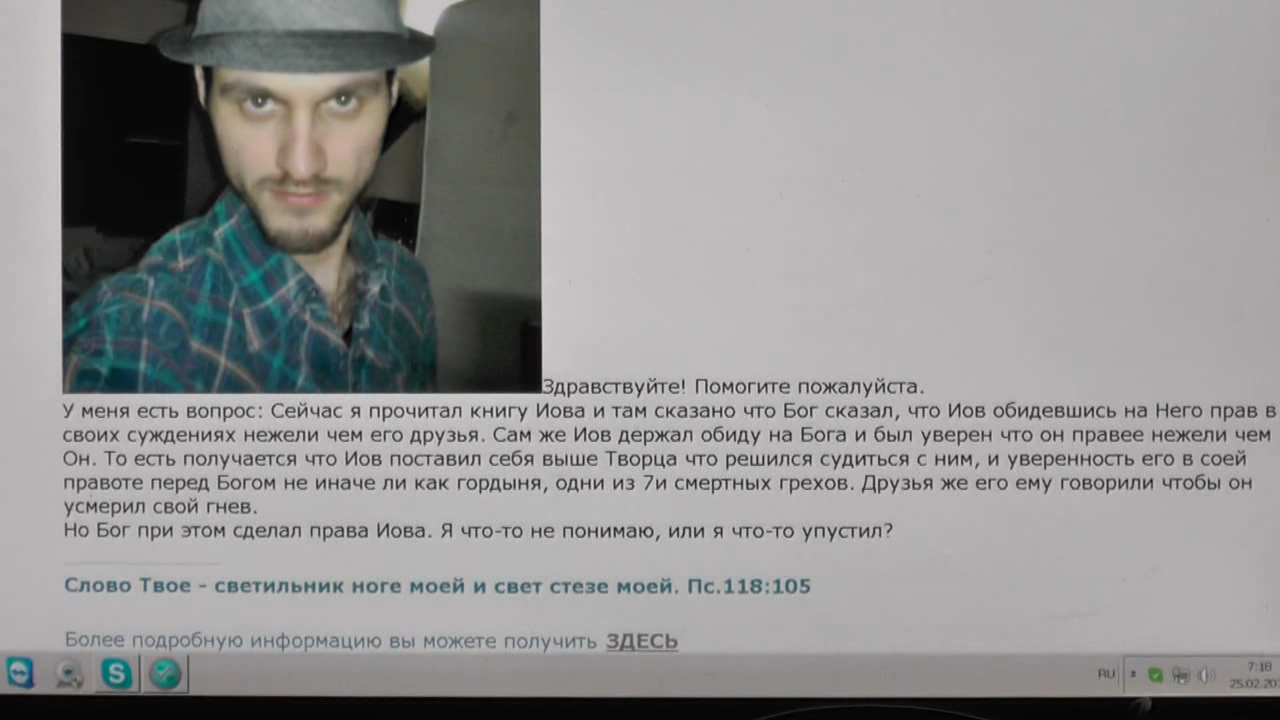 Здравствуйте! Помогите пожалуйста.
У меня есть вопрос: Сейчас я прочитал книгу Иова и там сказано что Бог сказал, что Иов обидевшись на Него прав в
своих суждениях нежели чем его друзья. Сам же Иов держал обиду на Бога и был уверен что он правее нежели чем
Он. То есть получается что Иов поставил себя выше Творца что решился судиться с ним, и уверенность его в соей
правоте перед Богом не иначе ли как гордыня, одни из 7и смертных грехов. Друзья же его ему говорили чтобы он
усмерил свой гнев.
Но Бог при этом сделал права Иова. Я что-то не понимаю, или я что-то упустил?
Слово Твое - светильник ноге моей и свет стезе моей. Пс.118:105
Более подробную информацию вы можете получить ЗДЕСЬ
RU
7:18
25.02.20